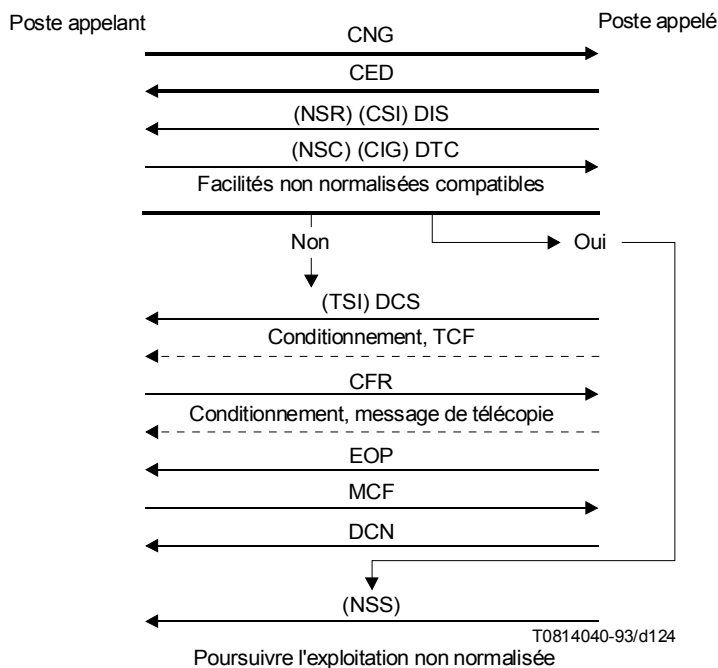 Poste appelant
Poste appelé
CNG
CED
(NSR) (CSI) DIS
(NSC) (CIG) DTC
Facilités non normalisées compatibles
Non
Oui
(TSI) DCS
Conditionnement, TCF
CFR
Conditionnement, message de télécopie
EOP
MCF
DCN
(NSS)
T0814040-93/d124
Poursuivre l'exploitation non normalisée